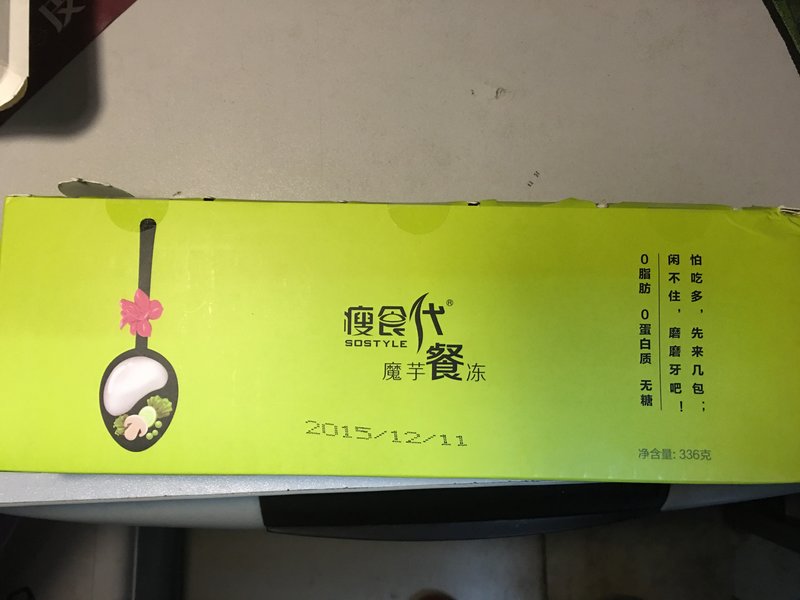 瘦食代®
SOSTYLE
魔芋餐冻
2015/12/11
怕吃多，先来几包；
闲不住，磨磨牙吧！
0脂肪 0蛋白质 无糖
净含量: 336克